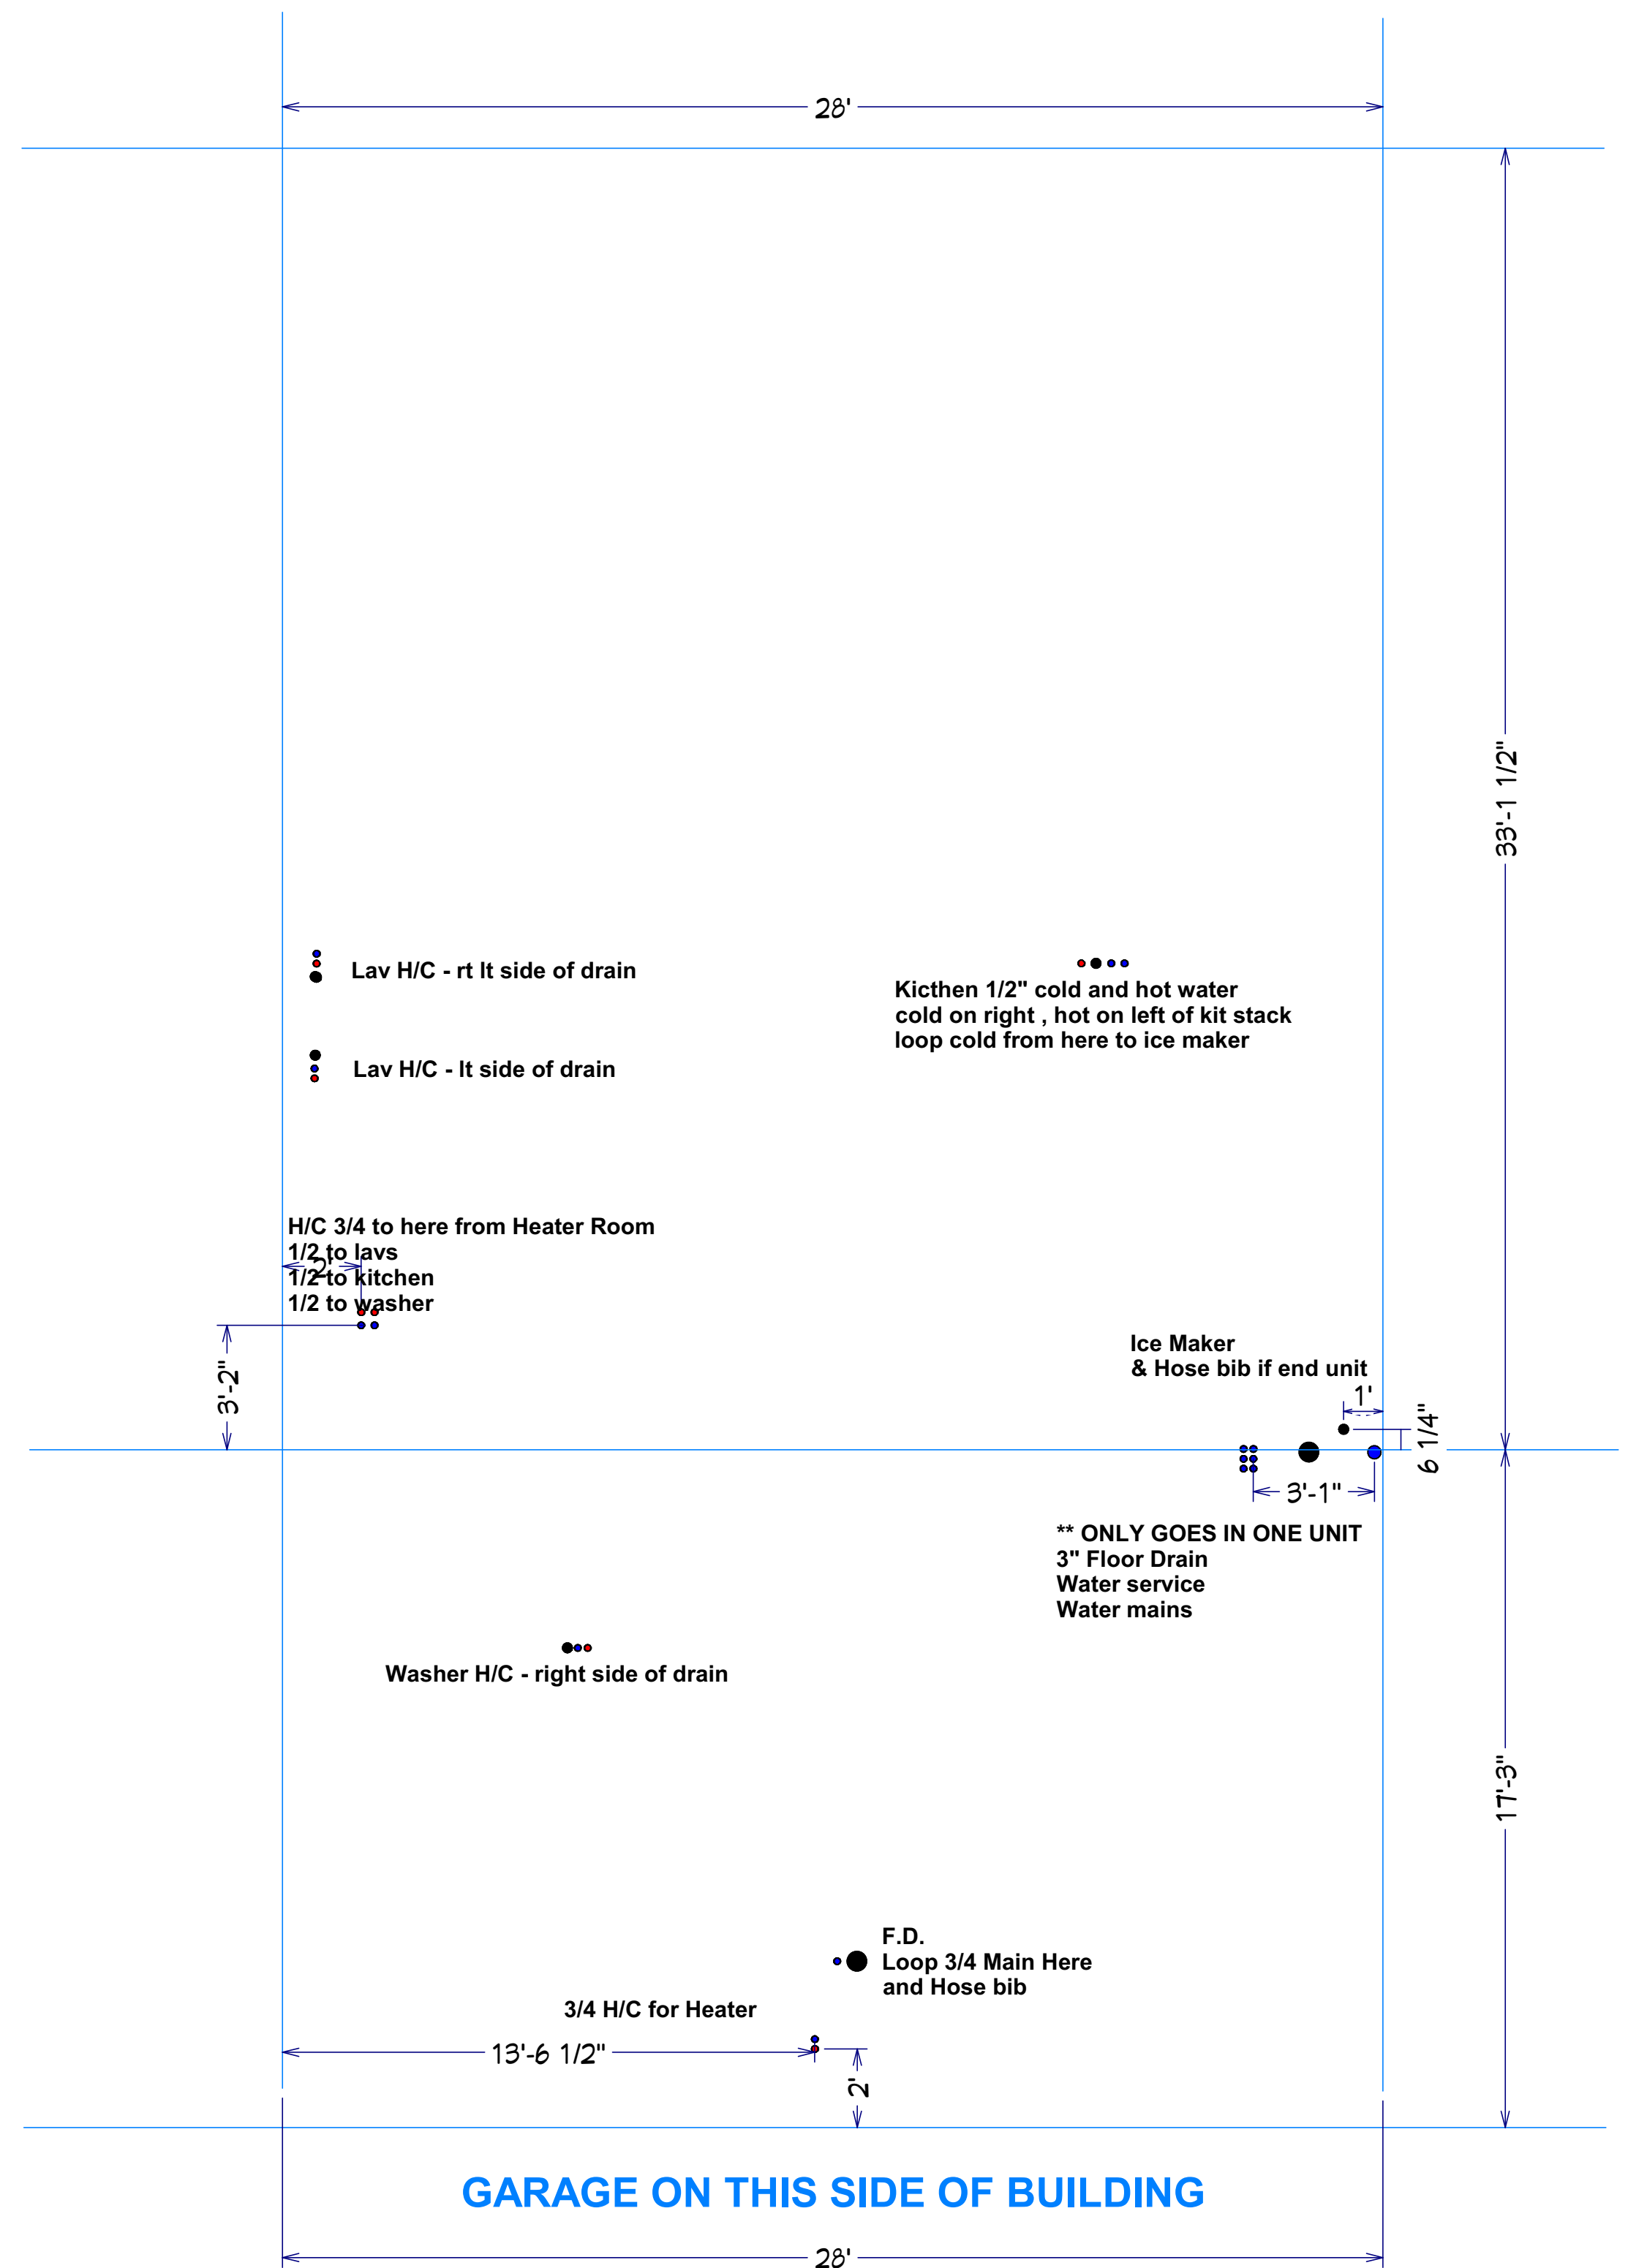 28'
33'-1 1/2"
Lav H/C - rt lt side of drain
Kicthen 1/2" cold and hot water
cold on right , hot on left of kit stack
loop cold from here to ice maker
Lav H/C - lt side of drain
H/C 3/4 to here from Heater Room
1/2 to lavs
2'
1/2 to kitchen
1/2 to washer
3'-2"
Ice Maker
& Hose bib if end unit
1'
6 1/4"
3'-1"
** ONLY GOES IN ONE UNIT
3" Floor Drain
Water service
Water mains
Washer H/C - right side of drain
17'-3"
F.D.
Loop 3/4 Main Here
and Hose bib
3/4 H/C for Heater
13'-6 1/2"
2'
GARAGE ON THIS SIDE OF BUILDING
28'